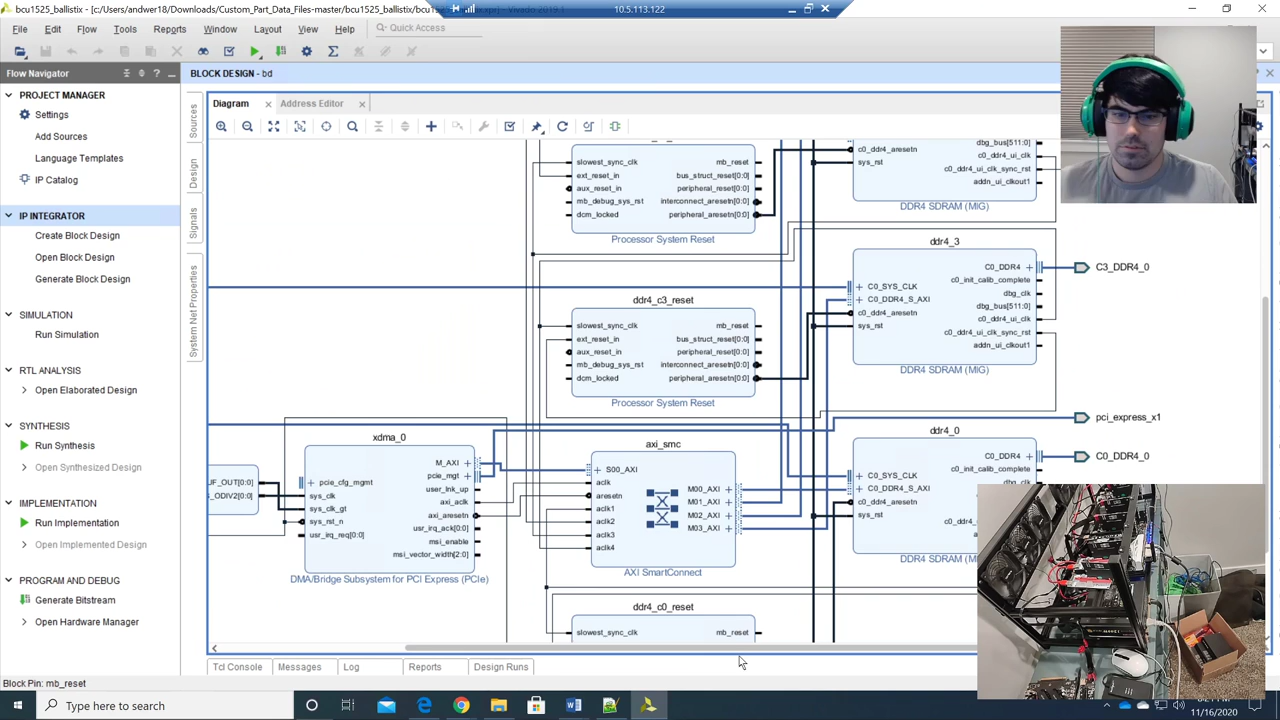 bcu1525_ballistix - [c:/Users/andwer18/Downloads/Custom_Part_Data_Files-master/bcu1525_ballistix/bcu1
10.5.113.122
File Edit Flow Tools Reports Window Layout View Help Quick Access
Flow Navigator
BLOCK DESIGN - bd
PROJECT MANAGER
Settings
Add Sources
Language Templates
IP Catalog
IP INTEGRATOR
Create Block Design
Open Block Design
Generate Block Design
SIMULATION
Run Simulation
RTL ANALYSIS
Open Elaborated Design
SYNTHESIS
Run Synthesis
Open Synthesized Design
IMPLEMENTATION
Run Implementation
Open Implemented Design
PROGRAM AND DEBUG
Generate Bitstream
Open Hardware Manager
Sources
Design
Signals
System Net Properties
Diagram
Address Editor
slowest_sync_clk mb_reset
ext_reset_in bus_struct_reset[0:0]
aux_reset_in peripheral_reset[0:0]
mb_debug_sys_rst interconnect_aresetn[0:0]
dcm_locked peripheral_aresetn[0:0]
Processor System Reset
dbg_bus[511:0]
c0_ddr4_aresetn c0_ddr4_ui_clk
sys_rst c0_ddr4_ui_clk_sync_rst
addn_ui_clkout1
DDR4 SDRAM (MIG)
ddr4_3
C0_DDR4
c0_init_calib_complete
C0_SYS_CLK dbg_clk
C0_DDR4_S_AXI dbg_bus[511:0]
c0_ddr4_aresetn c0_ddr4_ui_clk
sys_rst c0_ddr4_ui_clk_sync_rst
addn_ui_clkout1
DDR4 SDRAM (MIG)
C3_DDR4_0
ddr4_c3_reset
slowest_sync_clk mb_reset
ext_reset_in bus_struct_reset[0:0]
aux_reset_in peripheral_reset[0:0]
mb_debug_sys_rst interconnect_aresetn[0:0]
dcm_locked peripheral_aresetn[0:0]
Processor System Reset
pci_express_x1
xdma_0
UF_OUT[0:0]
_ODIV2[0:0]
pcie_cfg_mgmt
sys_clk
sys_clk_gt
sys_rst_n
usr_irq_req[0:0]
M_AXI
pcie_mgt
user_lnk_up
axi_aclk
axi_aresetn
usr_irq_ack[0:0]
msi_enable
msi_vector_width[2:0]
DMA/Bridge Subsystem for PCI Express (PCIe)
axi_smc
S00_AXI
aclk
aresetn
aclk1
aclk2
aclk3
aclk4
M00_AXI
M01_AXI
M02_AXI
M03_AXI
AXI SmartConnect
ddr4_0
C0_DDR4
c0_init_calib_complete
C0_SYS_CLK
C0_DDR4_S_AXI
c0_ddr4_aresetn
sys_rst
DDR4 SDRAM
C0_DDR4_0
ddr4_c0_reset
slowest_sync_clk mb_reset
Tcl Console Messages Log Reports Design Runs
Block Pin: mb_reset
Type here to search
11/16/2020